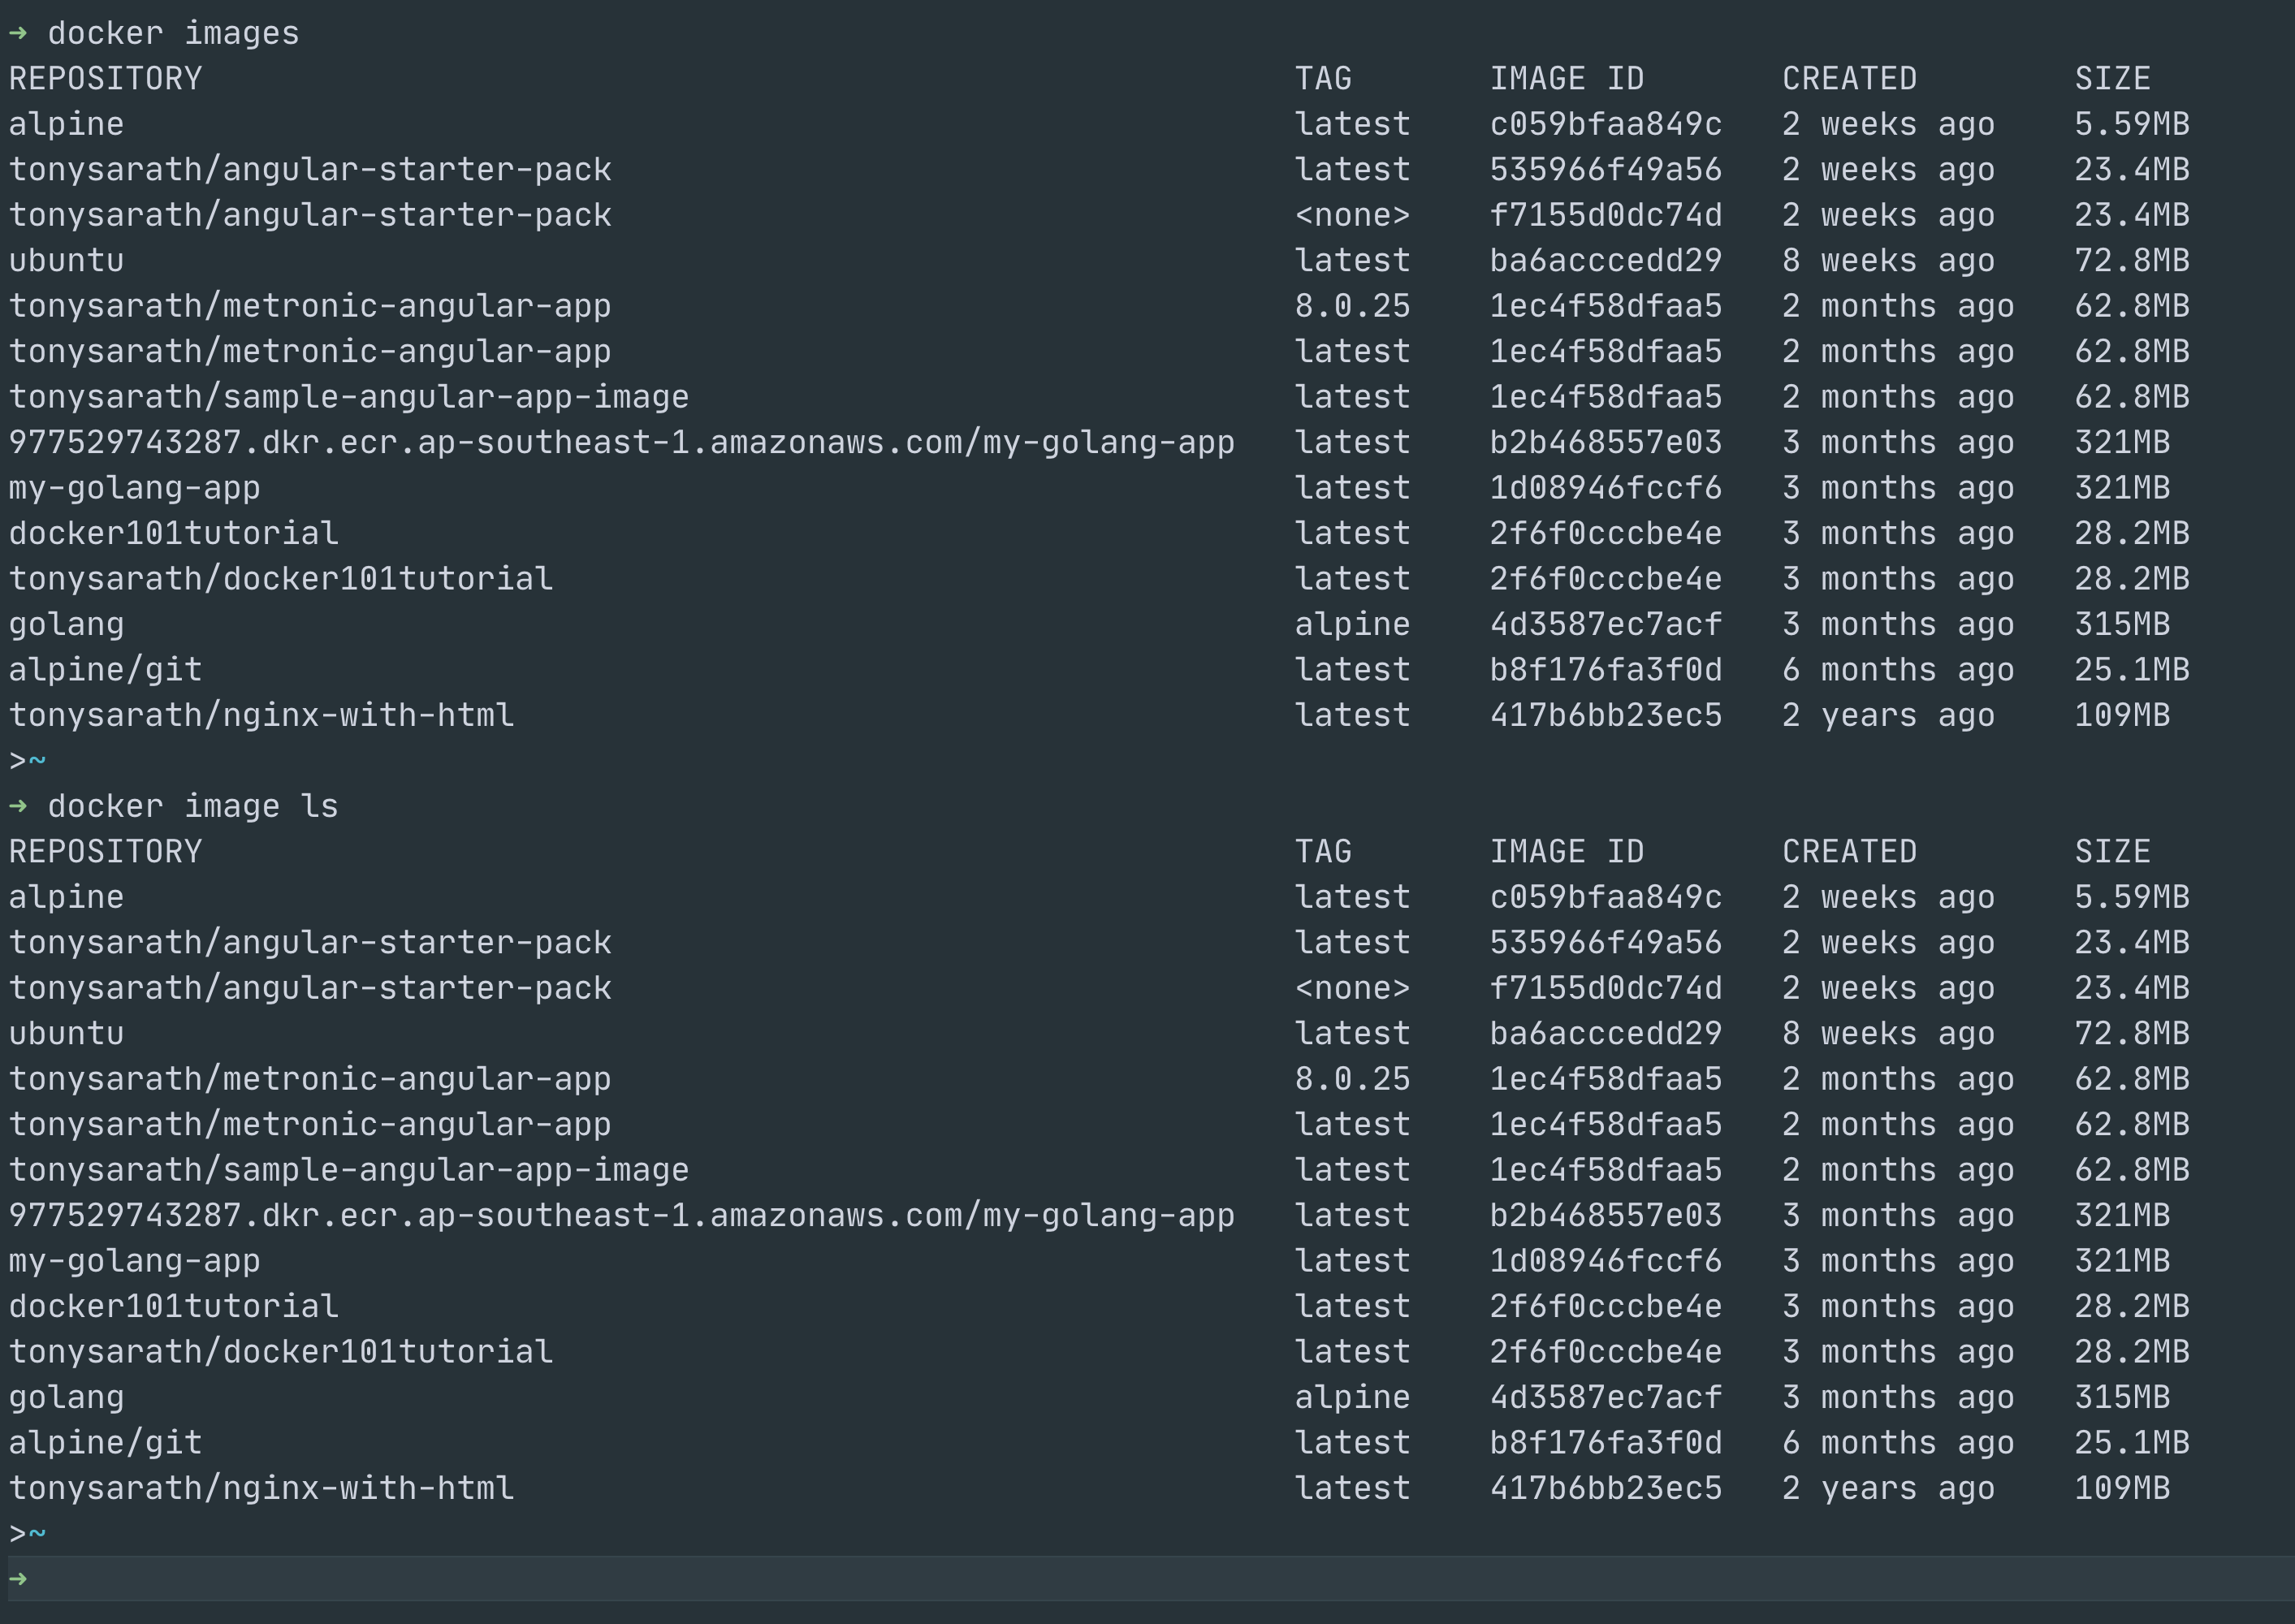 ➜ docker images
REPOSITORY TAG IMAGE ID CREATED SIZE
alpine latest c059bfaa849c 2 weeks ago 5.59MB
tonysarath/angular-starter-pack latest 535966f49a56 2 weeks ago 23.4MB
tonysarath/angular-starter-pack <none> f7155d0dc74d 2 weeks ago 23.4MB
ubuntu latest ba6acccedd29 8 weeks ago 72.8MB
tonysarath/metronic-angular-app 8.0.25 1ec4f58dfaa5 2 months ago 62.8MB
tonysarath/metronic-angular-app latest 1ec4f58dfaa5 2 months ago 62.8MB
tonysarath/sample-angular-app-image latest 1ec4f58dfaa5 2 months ago 62.8MB
977529743287.dkr.ecr.ap-southeast-1.amazonaws.com/my-golang-app latest b2b468557e03 3 months ago 321MB
my-golang-app latest 1d08946fccf6 3 months ago 321MB
docker101tutorial latest 2f6f0cccbe4e 3 months ago 28.2MB
tonysarath/docker101tutorial latest 2f6f0cccbe4e 3 months ago 28.2MB
golang alpine 4d3587ec7acf 3 months ago 315MB
alpine/git latest b8f176fa3f0d 6 months ago 25.1MB
tonysarath/nginx-with-html latest 417b6bb23ec5 2 years ago 109MB
>~
➜ docker image ls
REPOSITORY TAG IMAGE ID CREATED SIZE
alpine latest c059bfaa849c 2 weeks ago 5.59MB
tonysarath/angular-starter-pack latest 535966f49a56 2 weeks ago 23.4MB
tonysarath/angular-starter-pack <none> f7155d0dc74d 2 weeks ago 23.4MB
ubuntu latest ba6acccedd29 8 weeks ago 72.8MB
tonysarath/metronic-angular-app 8.0.25 1ec4f58dfaa5 2 months ago 62.8MB
tonysarath/metronic-angular-app latest 1ec4f58dfaa5 2 months ago 62.8MB
tonysarath/sample-angular-app-image latest 1ec4f58dfaa5 2 months ago 62.8MB
977529743287.dkr.ecr.ap-southeast-1.amazonaws.com/my-golang-app latest b2b468557e03 3 months ago 321MB
my-golang-app latest 1d08946fccf6 3 months ago 321MB
docker101tutorial latest 2f6f0cccbe4e 3 months ago 28.2MB
tonysarath/docker101tutorial latest 2f6f0cccbe4e 3 months ago 28.2MB
golang alpine 4d3587ec7acf 3 months ago 315MB
alpine/git latest b8f176fa3f0d 6 months ago 25.1MB
tonysarath/nginx-with-html latest 417b6bb23ec5 2 years ago 109MB
>~
➜